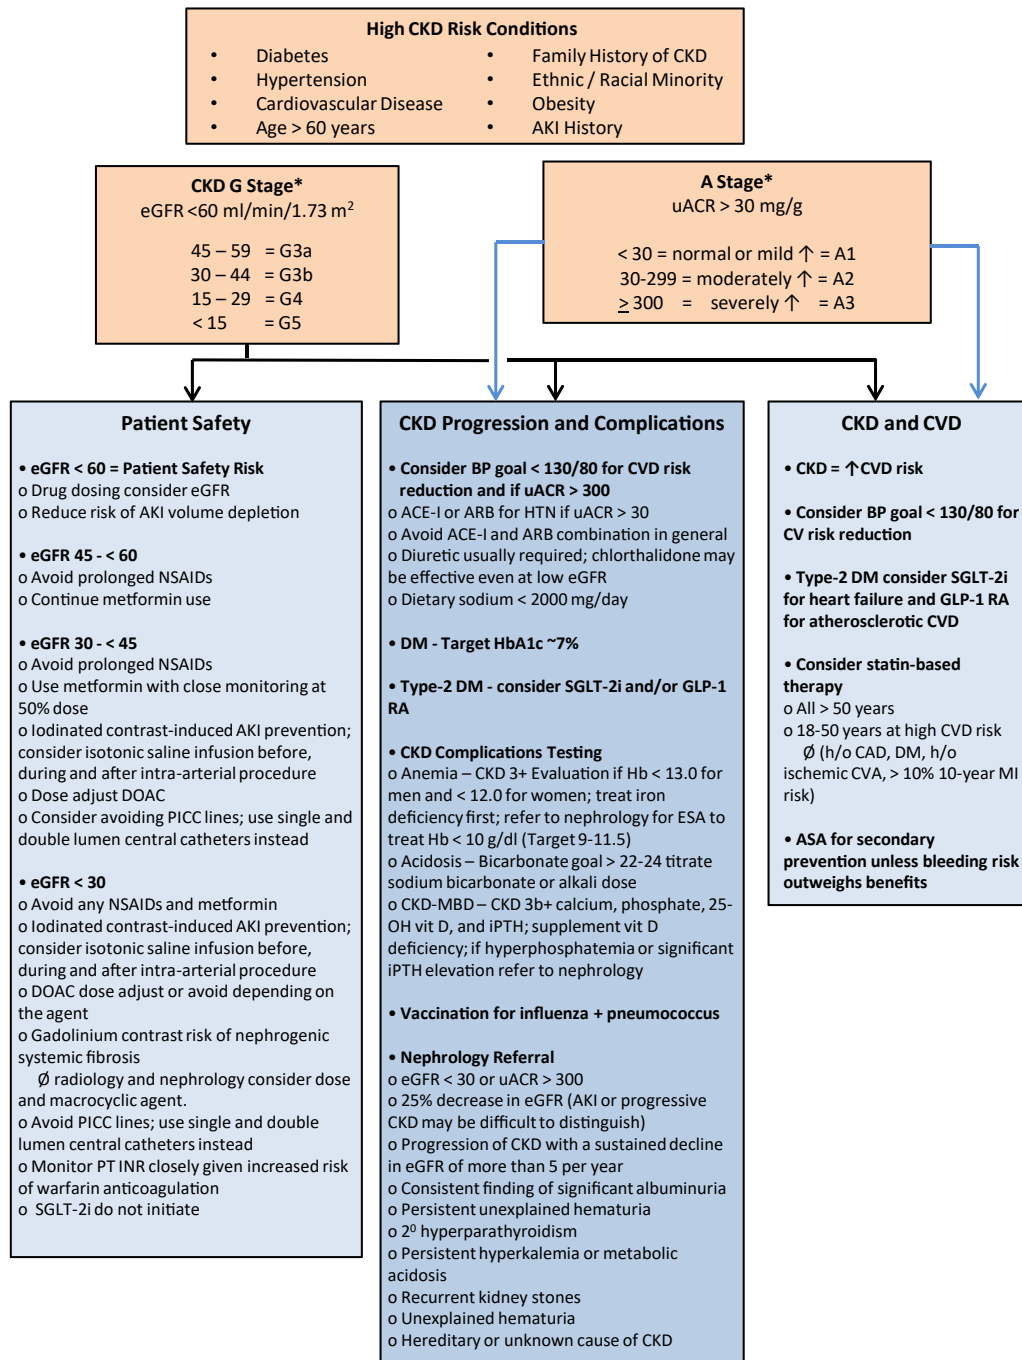 High CKD Risk Conditions
• Diabetes
• Hypertension
• Cardiovascular Disease
• Age > 60 years
• Family History of CKD
• Ethnic / Racial Minority
• Obesity
• AKI History
CKD G Stage*
eGFR <60 ml/min/1.73 m²
45 – 59 = G3a
30 – 44 = G3b
15 – 29 = G4
< 15 = G5
A Stage*
uACR > 30 mg/g
< 30 = normal or mild ↑ = A1
30-299 = moderately ↑ = A2
≥ 300 = severely ↑ = A3
Patient Safety
• eGFR < 60 = Patient Safety Risk
o Drug dosing consider eGFR
o Reduce risk of AKI volume depletion
• eGFR 45 - < 60
o Avoid prolonged NSAIDs
o Continue metformin use
• eGFR 30 - < 45
o Avoid prolonged NSAIDs
o Use metformin with close monitoring at
50% dose
o Iodinated contrast-induced AKI prevention;
consider isotonic saline infusion before,
during and after intra-arterial procedure
o Dose adjust DOAC
o Consider avoiding PICC lines; use single and
double lumen central catheters instead
• eGFR < 30
o Avoid any NSAIDs and metformin
o Iodinated contrast-induced AKI prevention;
consider isotonic saline infusion before,
during and after intra-arterial procedure
o DOAC dose adjust or avoid depending on
the agent
o Gadolinium contrast risk of nephrogenic
systemic fibrosis
Ø radiology and nephrology consider dose
and macrocyclic agent.
o Avoid PICC lines; use single and double
lumen central catheters instead
o Monitor PT INR closely given increased risk
of warfarin anticoagulation
o SGLT-2i do not initiate
CKD Progression and Complications
• Consider BP goal < 130/80 for CVD risk
reduction and if uACR > 300
o ACE-I or ARB for HTN if uACR > 30
o Avoid ACE-I and ARB combination in general
o Diuretic usually required; chlorthalidone may
be effective even at low eGFR
o Dietary sodium < 2000 mg/day
• DM - Target HbA1c ~7%
• Type-2 DM - consider SGLT-2i and/or GLP-1
RA
• CKD Complications Testing
o Anemia – CKD 3+ Evaluation if Hb < 13.0 for
men and < 12.0 for women; treat iron
deficiency first; refer to nephrology for ESA to
treat Hb < 10 g/dl (Target 9-11.5)
o Acidosis – Bicarbonate goal > 22-24 titrate
sodium bicarbonate or alkali dose
o CKD-MBD – CKD 3b+ calcium, phosphate, 25-
OH vit D, and iPTH; supplement vit D
deficiency; if hyperphosphatemia or significant
iPTH elevation refer to nephrology
• Vaccination for influenza + pneumococcus
• Nephrology Referral
o eGFR < 30 or uACR > 300
o 25% decrease in eGFR (AKI or progressive
CKD may be difficult to distinguish)
o Progression of CKD with a sustained decline
in eGFR of more than 5 per year
o Consistent finding of significant albuminuria
o Persistent unexplained hematuria
o 2⁰ hyperparathyroidism
o Persistent hyperkalemia or metabolic
acidosis
o Recurrent kidney stones
o Unexplained hematuria
o Hereditary or unknown cause of CKD
CKD and CVD
• CKD = ↑CVD risk
• Consider BP goal < 130/80 for
CV risk reduction
• Type-2 DM consider SGLT-2i
for heart failure and GLP-1 RA
for atherosclerotic CVD
• Consider statin-based
therapy
o All > 50 years
o 18-50 years at high CVD risk
Ø (h/o CAD, DM, h/o
ischemic CVA, > 10% 10-year MI
risk)
• ASA for secondary
prevention unless bleeding risk
outweighs benefits